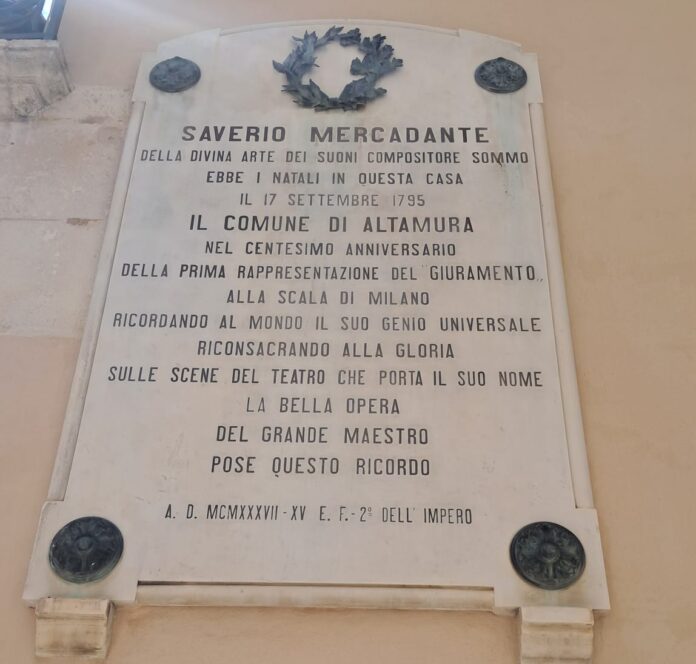 SAVERIO MERCADANTE
DELLA DIVINA ARTE DEI SUONI COMPOSITORE SOMMO
EBBE I NATALI IN QUESTA CASA
IL 17 SETTEMBRE 1795
IL COMUNE DI ALTAMURA
NEL CENTESIMO ANNIVERSARIO
DELLA PRIMA RAPPRESENTAZIONE DEL "GIURAMENTO„
ALLA SCALA DI MILANO
RICORDANDO AL MONDO IL SUO GENIO UNIVERSALE
RICONSACRANDO ALLA GLORIA
SULLE SCENE DEL TEATRO CHE PORTA IL SUO NOME
LA BELLA OPERA
DEL GRANDE MAESTRO
POSE QUESTO RICORDO
A. D. MCMXXXVII - XV E. F. - 2º DELL' IMPERO